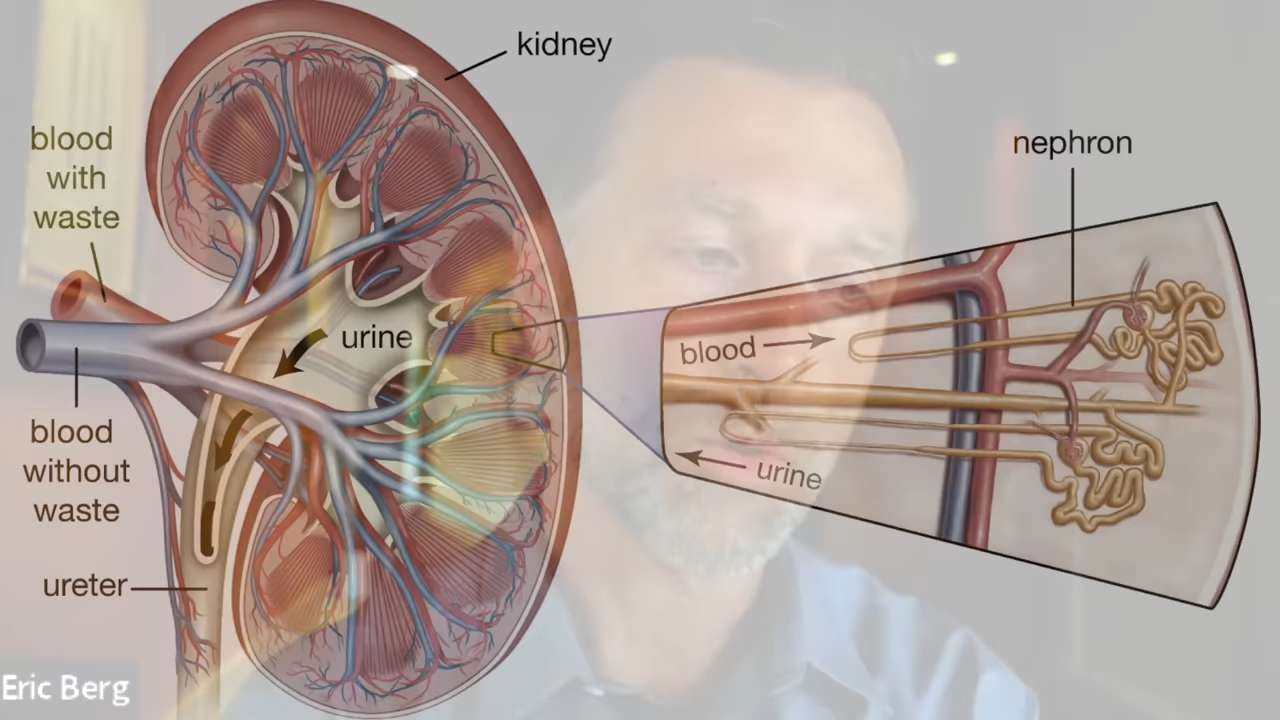 kidney
blood
with
waste
nephron
urine
blood
urine
blood
without
waste
ureter
Eric Berg